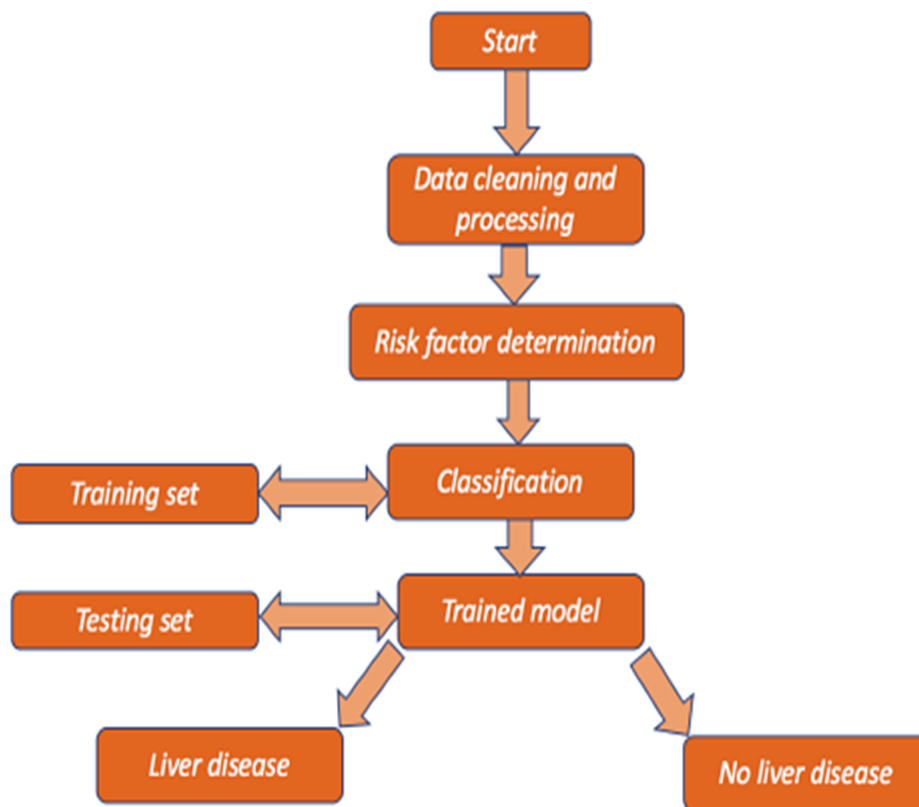 Start
Data cleaning and
processing
Risk factor determination
Training set
Classification
Testing set
Trained model
Liver disease
No liver disease